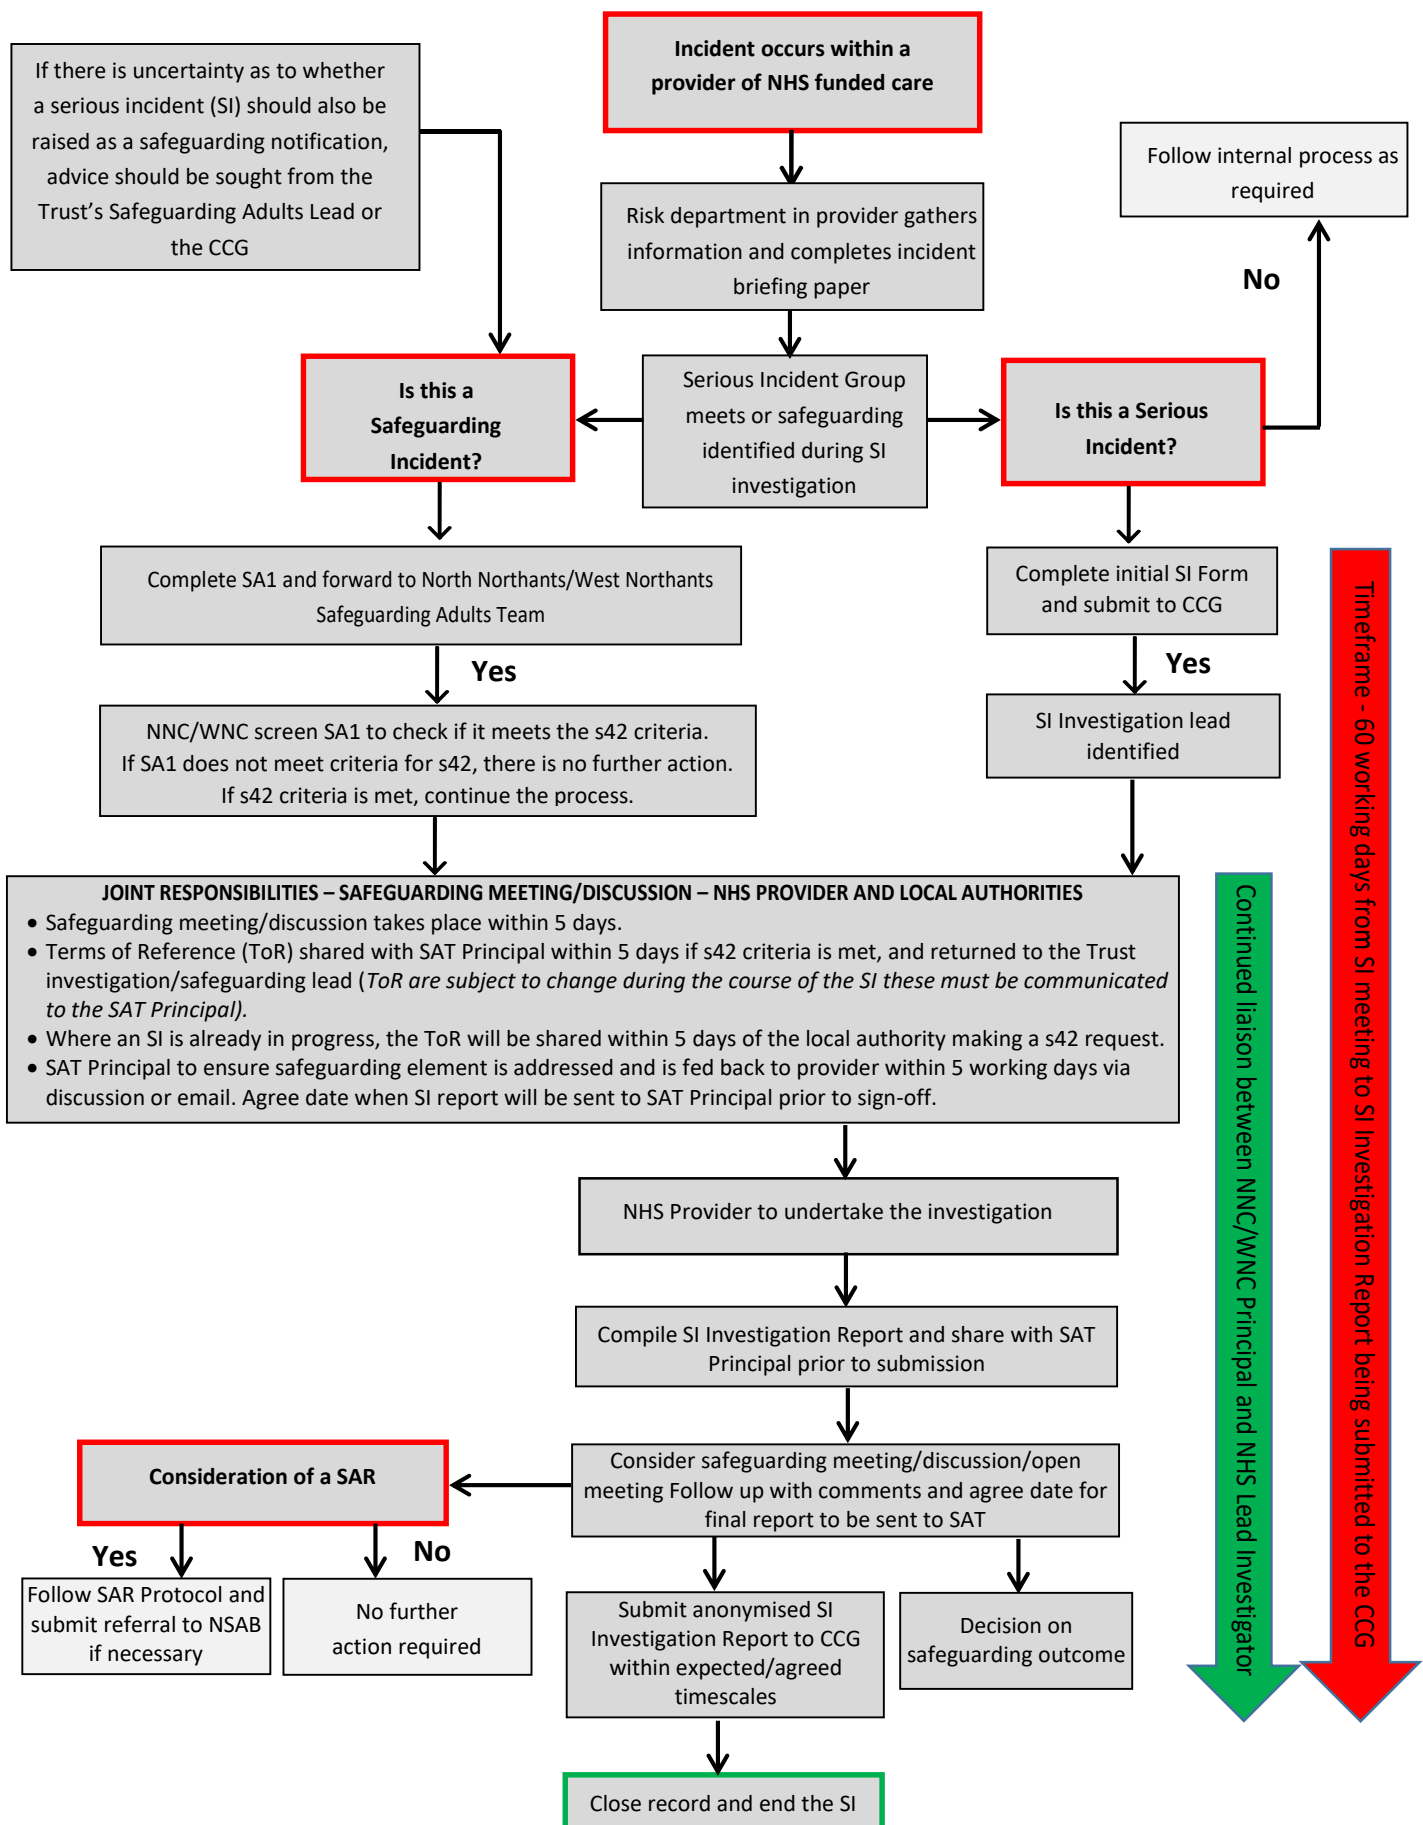 If there is uncertainty as to whether
a serious incident (SI) should also be
raised as a safeguarding notification,
advice should be sought from the
Trust’s Safeguarding Adults Lead or
the CCG
Incident occurs within a
provider of NHS funded care
Follow internal process as
required
Risk department in provider gathers
information and completes incident
briefing paper
No
Is this a
Safeguarding
Incident?
Serious Incident Group
meets or safeguarding
identified during SI
investigation
Is this a Serious
Incident?
Complete SA1 and forward to North Northants/West Northants
Safeguarding Adults Team
Complete initial SI Form
and submit to CCG
Yes
Yes
NNC/WNC screen SA1 to check if it meets the s42 criteria.
If SA1 does not meet criteria for s42, there is no further action.
If s42 criteria is met, continue the process.
SI Investigation lead
identified
JOINT RESPONSIBILITIES – SAFEGUARDING MEETING/DISCUSSION – NHS PROVIDER AND LOCAL AUTHORITIES
• Safeguarding meeting/discussion takes place within 5 days.
• Terms of Reference (ToR) shared with SAT Principal within 5 days if s42 criteria is met, and returned to the Trust
investigation/safeguarding lead (ToR are subject to change during the course of the SI these must be communicated
to the SAT Principal).
• Where an SI is already in progress, the ToR will be shared within 5 days of the local authority making a s42 request.
• SAT Principal to ensure safeguarding element is addressed and is fed back to provider within 5 working days via
discussion or email. Agree date when SI report will be sent to SAT Principal prior to sign-off.
NHS Provider to undertake the investigation
Compile SI Investigation Report and share with SAT
Principal prior to submission
Consider safeguarding meeting/discussion/open
meeting Follow up with comments and agree date for
final report to be sent to SAT
Consideration of a SAR
Yes
No
Follow SAR Protocol and
submit referral to NSAB
if necessary
No further
action required
Submit anonymised SI
Investigation Report to CCG
within expected/agreed
timescales
Decision on
safeguarding outcome
Close record and end the SI
Continued liaison between NNC/WNC Principal and NHS Lead Investigator
Timeframe - 60 working days from SI meeting to SI Investigation Report being submitted to the CCG